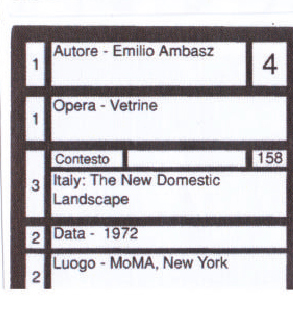 1 Autore - Emilio Ambasz 4
1 Opera - Vetrine
Contesto 158
3 Italy: The New Domestic
Landscape
2 Data - 1972
2 Luogo - MoMA, New York